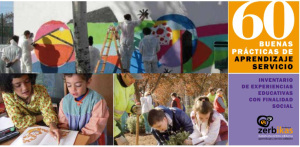 60
BUENAS
PRÁCTICAS DE
APRENDIZAJE
SERVICIO
INVENTARIO
DE EXPERIENCIAS
EDUCATIVAS
CON FINALIDAD
SOCIAL
zerbikas